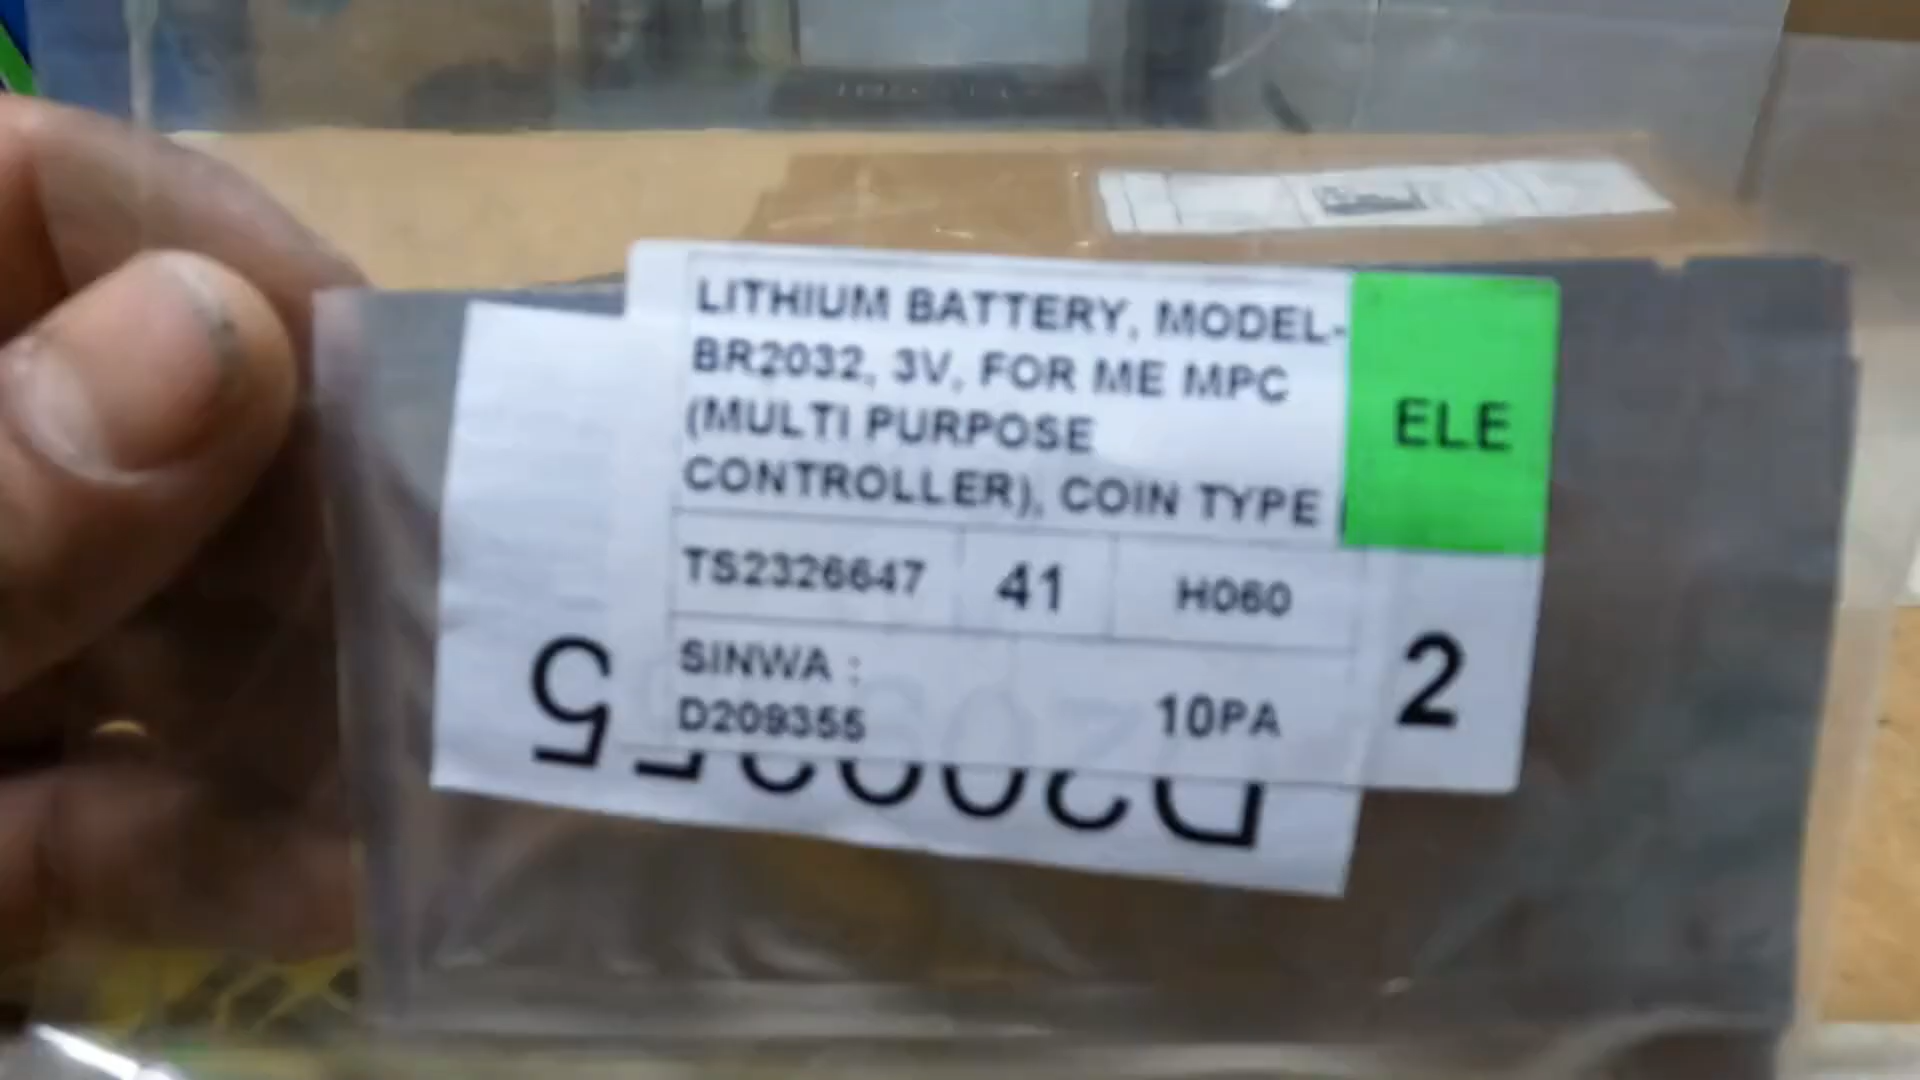 LITHIUM BATTERY, MODEL-
BR2032, 3V, FOR ME MPC
(MULTI PURPOSE
CONTROLLER), COIN TYPE
ELE
TS2326647 41 H060
SINWA :
D209355 10PA 2